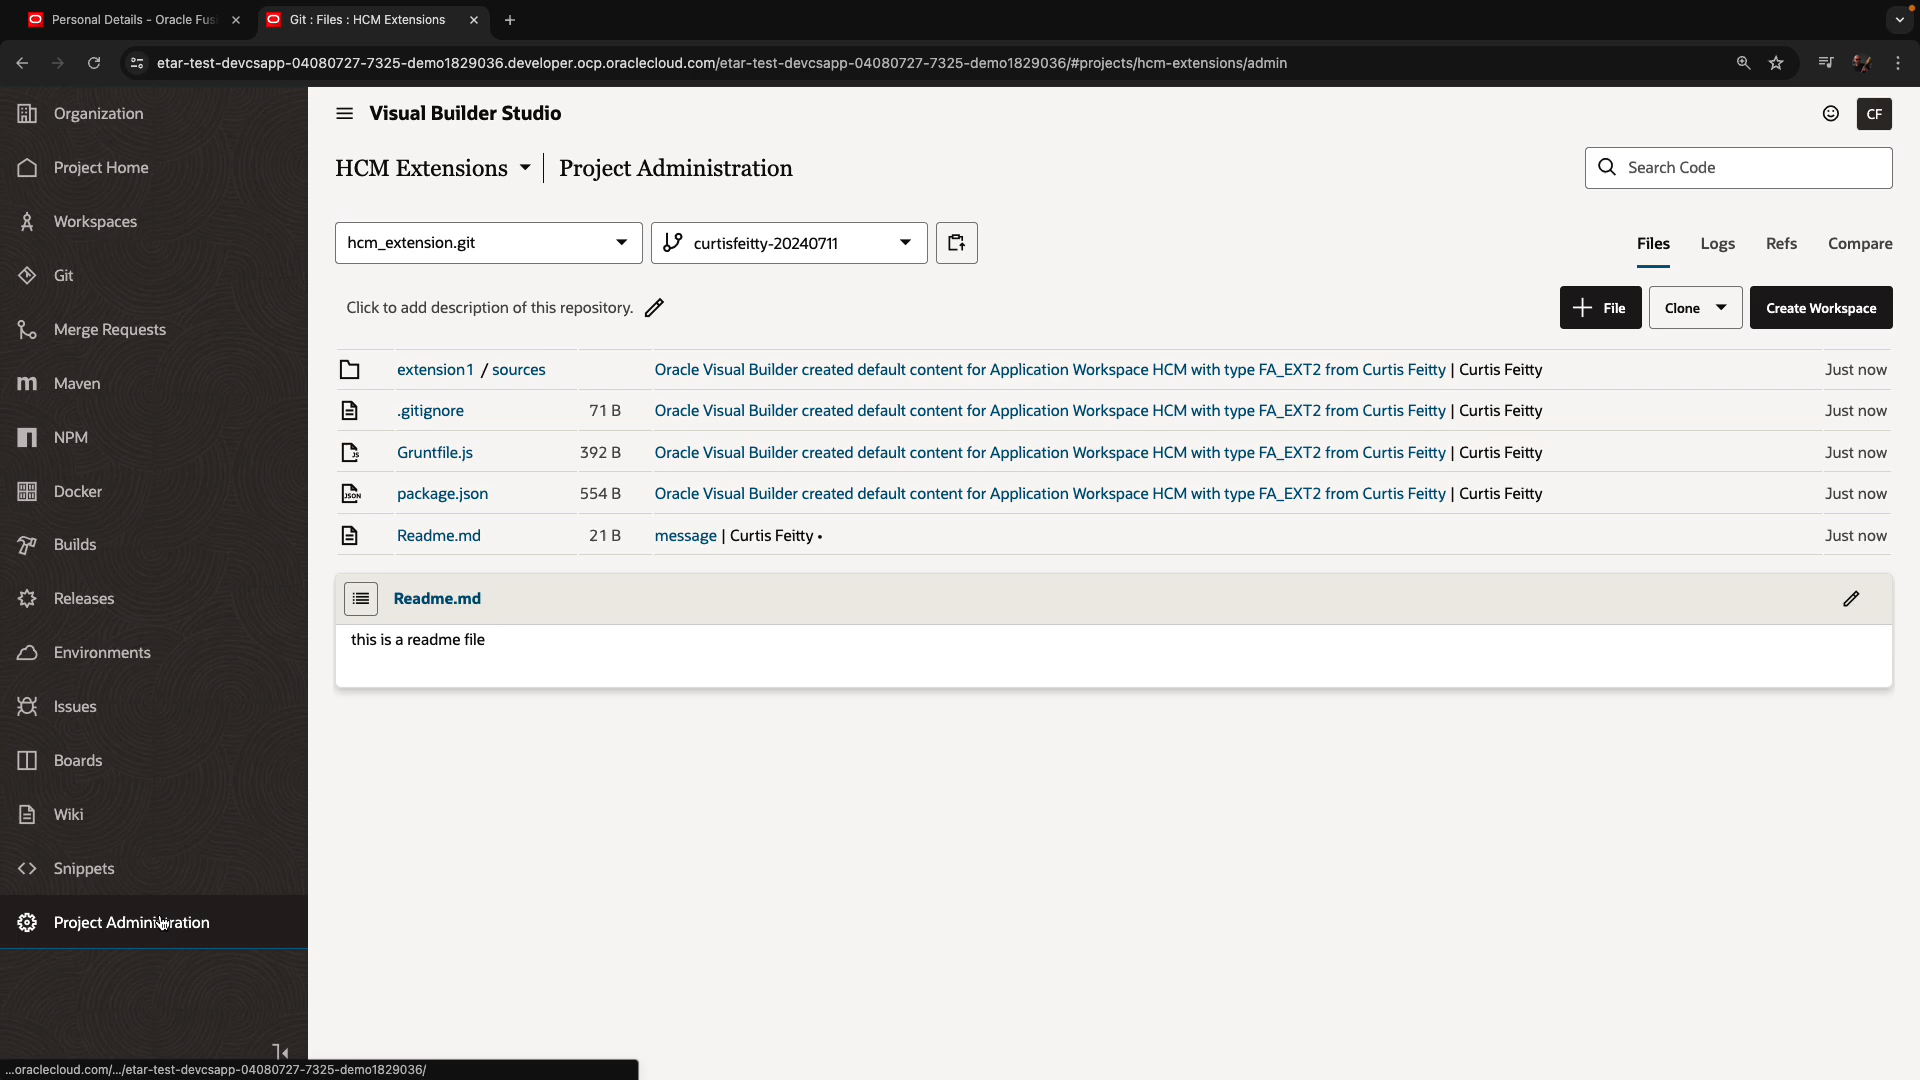 Personal Details - Oracle Fus
Git : Files : HCM Extensions
etar-test-devcsapp-04080727-7325-demo1829036.developer.ocp.oraclecloud.com/etar-test-devcsapp-04080727-7325-demo1829036/#projects/hcm-extensions/admin
Organization
Project Home
Workspaces
Git
Merge Requests
Maven
NPM
Docker
Builds
Releases
Environments
Issues
Boards
Wiki
Snippets
Project Administration
...oraclecloud.com/.../etar-test-devcsapp-04080727-7325-demo1829036/
Visual Builder Studio
CF
HCM Extensions
Project Administration
Search Code
hcm_extension.git
curtisfeitty-20240711
Files
Logs
Refs
Compare
Click to add description of this repository.
File
Clone
Create Workspace
extension1 / sources Oracle Visual Builder created default content for Application Workspace HCM with type FA_EXT2 from Curtis Feitty | Curtis Feitty Just now
.gitignore 71 B Oracle Visual Builder created default content for Application Workspace HCM with type FA_EXT2 from Curtis Feitty | Curtis Feitty Just now
JS Gruntfile.js 392 B Oracle Visual Builder created default content for Application Workspace HCM with type FA_EXT2 from Curtis Feitty | Curtis Feitty Just now
JSON package.json 554 B Oracle Visual Builder created default content for Application Workspace HCM with type FA_EXT2 from Curtis Feitty | Curtis Feitty Just now
Readme.md 21 B message | Curtis Feitty • Just now
Readme.md
this is a readme file